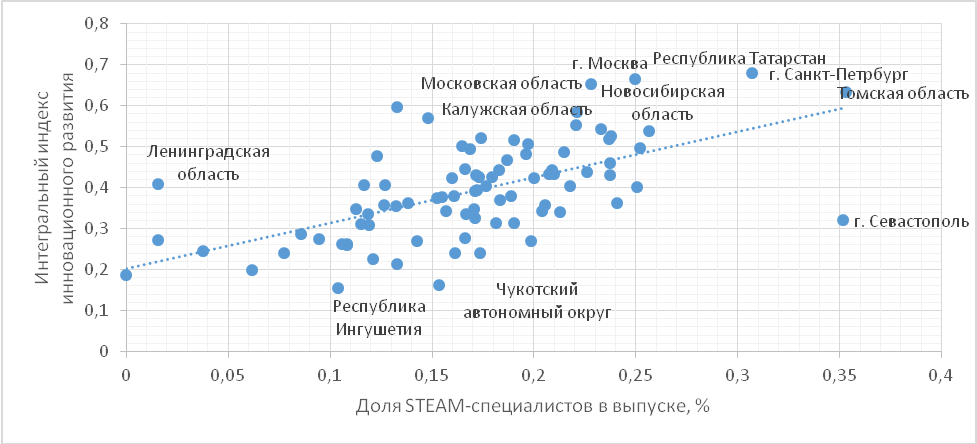 Интегральный индекс
инновационного развития
0,8
0,7
0,6
0,5
0,4
0,3
0,2
0,1
0
г. Москва
Республика Татарстан
г. Санкт-Петрбург
Московская область
Томская область
Новосибирская
область
Калужская область
Ленинградская
область
г. Севастополь
Чукотский
автономный округ
Республика
Ингушетия
0
0,05
0,1
0,15
0,2
0,25
0,3
0,35
0,4
Доля STEAM-специалистов в выпуске, %